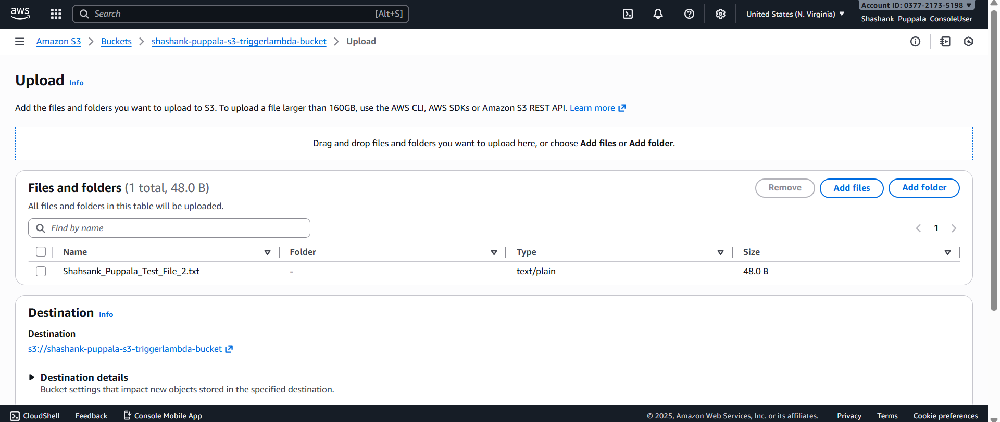 aws
Search [Alt+S]
United States (N. Virginia)
Account ID: 0377-2173-5198
Shashank_Puppala_ConsoleUser
Amazon S3 Buckets shashank-puppala-s3-triggerlambda-bucket Upload
Upload Info
Add the files and folders you want to upload to S3. To upload a file larger than 160GB, use the AWS CLI, AWS SDKs or Amazon S3 REST API. Learn more
Drag and drop files and folders you want to upload here, or choose Add files or Add folder.
Files and folders (1 total, 48.0 B)
Remove Add files Add folder
All files and folders in this table will be uploaded.
Find by name
1
Name Folder Type Size
Shahsank_Puppala_Test_File_2.txt - text/plain 48.0 B
Destination Info
Destination
s3://shashank-puppala-s3-triggerlambda-bucket
Destination details
Bucket settings that impact new objects stored in the specified destination.
CloudShell Feedback Console Mobile App © 2025, Amazon Web Services, Inc. or its affiliates. Privacy Terms Cookie preferences